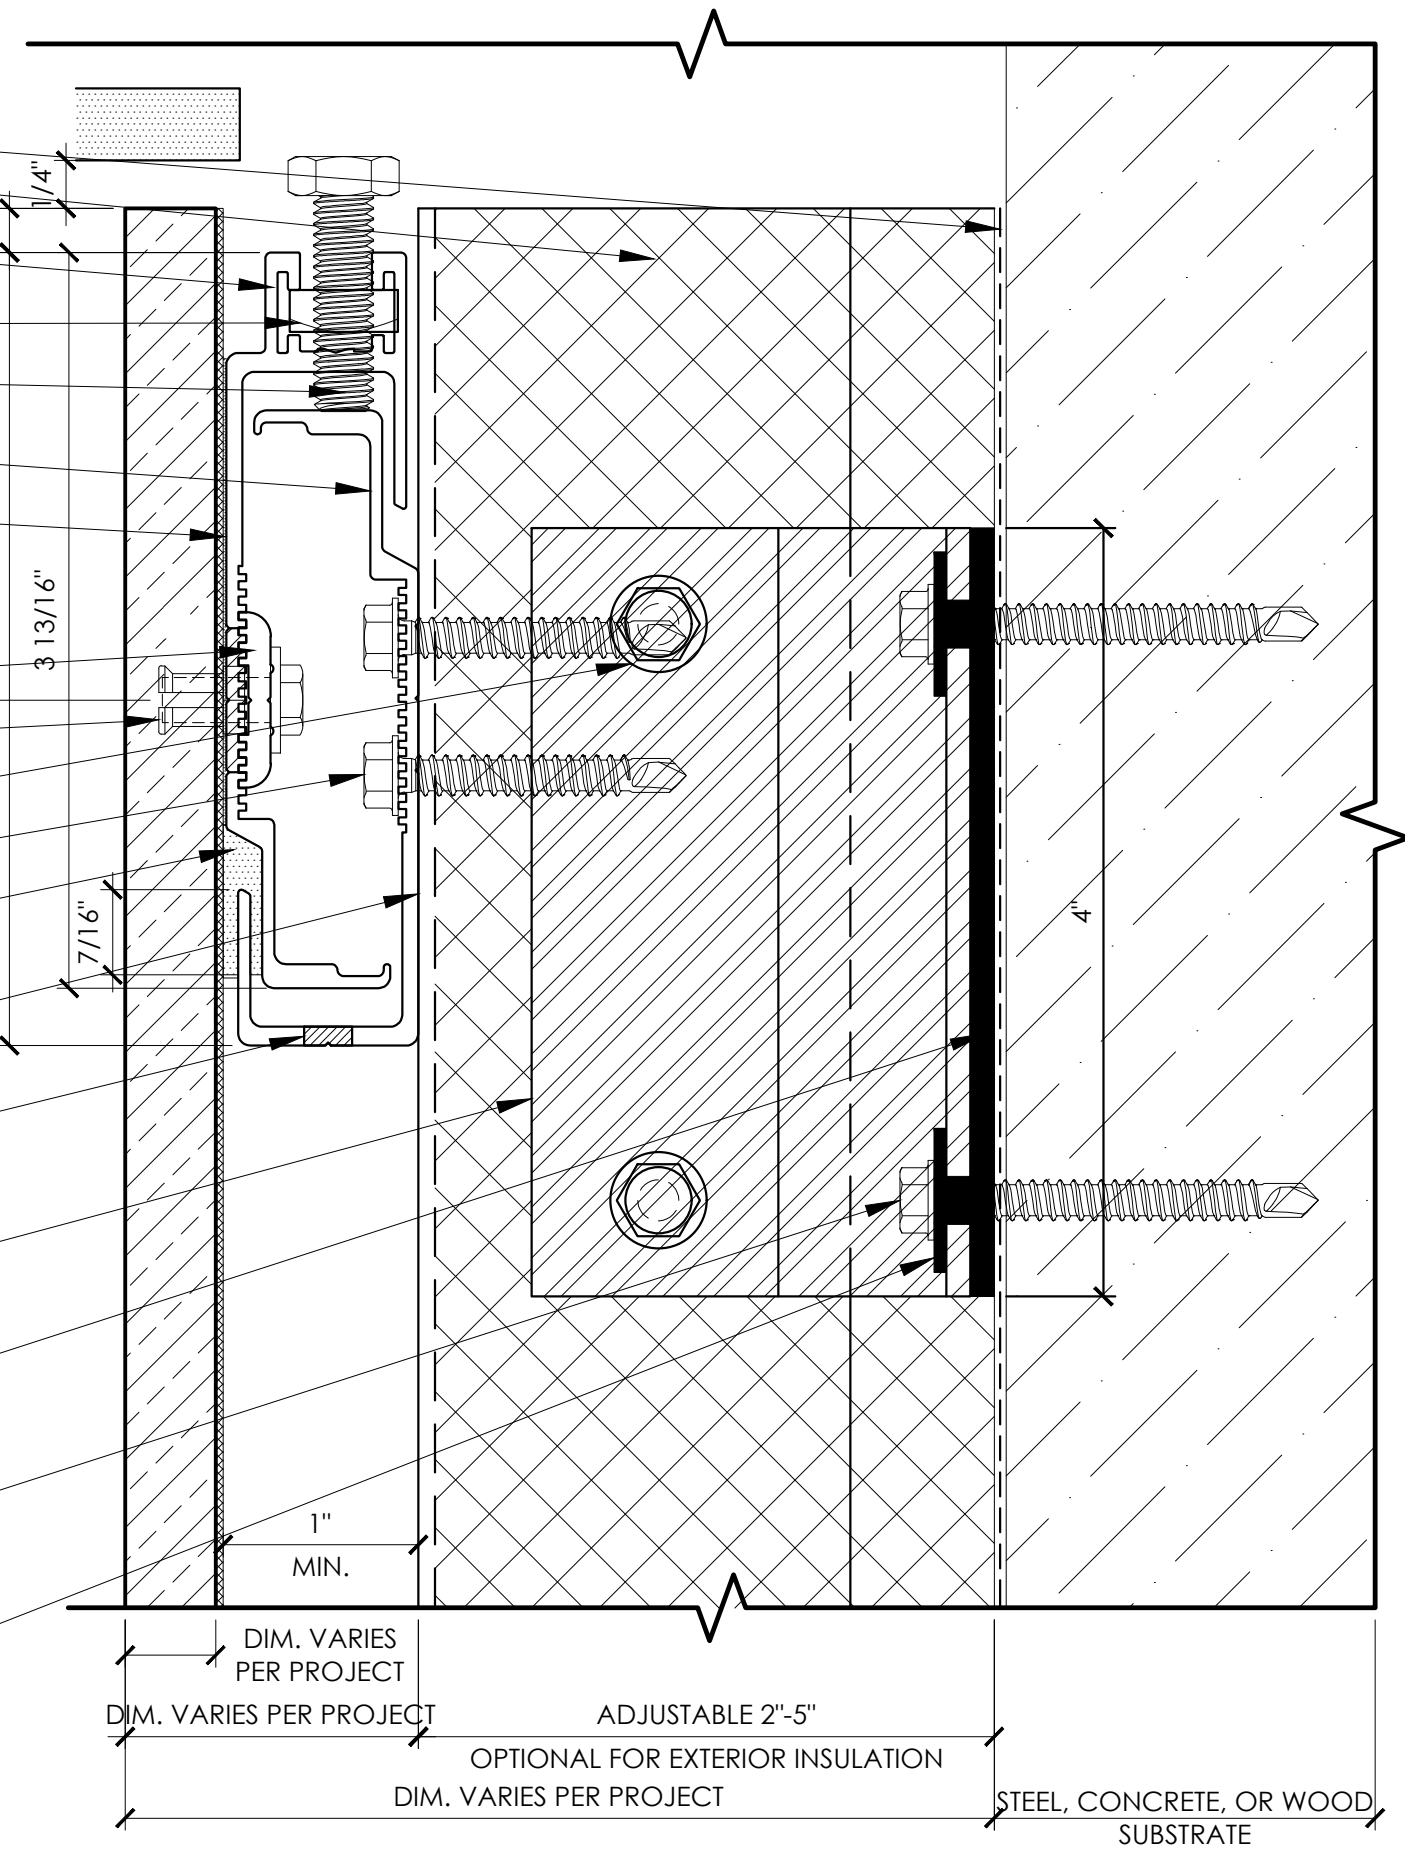 1/4"
3 13/16"
7/16"
4"
1"
MIN.
DIM. VARIES
PER PROJECT
DIM. VARIES PER PROJECT
ADJUSTABLE 2"-5"
OPTIONAL FOR EXTERIOR INSULATION
DIM. VARIES PER PROJECT
STEEL, CONCRETE, OR WOOD
SUBSTRATE